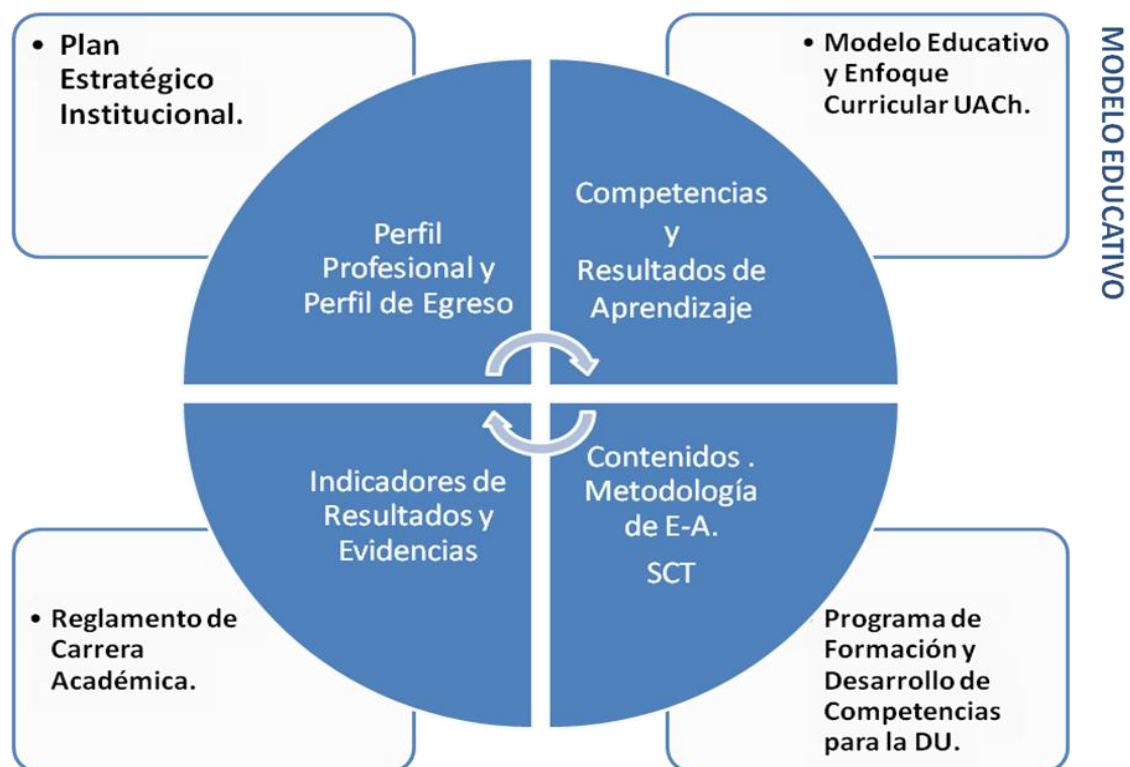 • Plan
Estratégico
Institucional.
• Modelo Educativo
y Enfoque
Curricular UACh.
MODELO EDUCATIVO
Perfil
Profesional y
Perfil de Egreso
Competencias
y
Resultados de
Aprendizaje
Indicadores de
Resultados y
Evidencias
Contenidos .
Metodología
de E-A.
SCT
• Reglamento de
Carrera
Académica.
Programa de
Formación y
Desarrollo de
Competencias
para la DU.